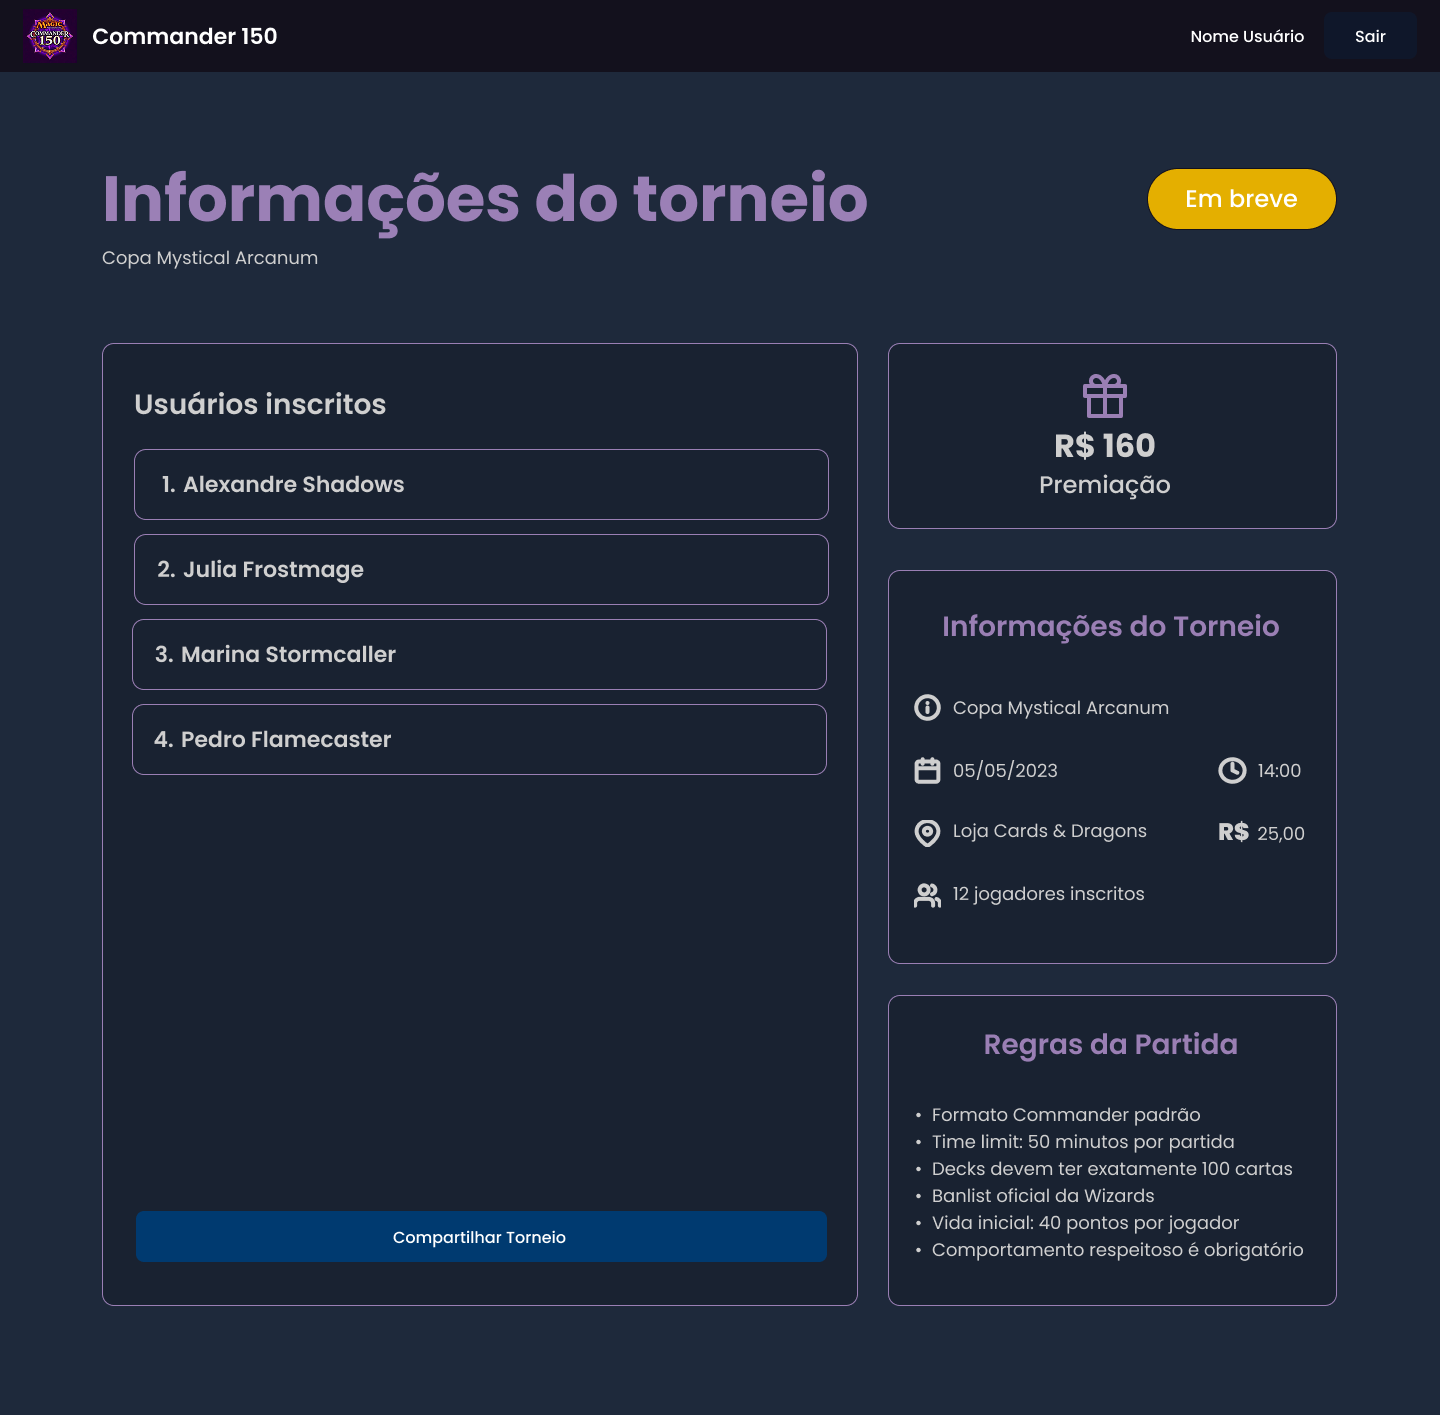 MAGIC
COMMANDER
150
Commander 150
Nome Usuário
Sair
Informações do torneio
Em breve
Copa Mystical Arcanum
Usuários inscritos
1. Alexandre Shadows
2. Julia Frostmage
3. Marina Stormcaller
4. Pedro Flamecaster
Compartilhar Torneio
R$ 160
Premiação
Informações do Torneio
Copa Mystical Arcanum
05/05/2023
14:00
Loja Cards & Dragons
R$ 25,00
12 jogadores inscritos
Regras da Partida
• Formato Commander padrão
• Time limit: 50 minutos por partida
• Decks devem ter exatamente 100 cartas
• Banlist oficial da Wizards
• Vida inicial: 40 pontos por jogador
• Comportamento respeitoso é obrigatório